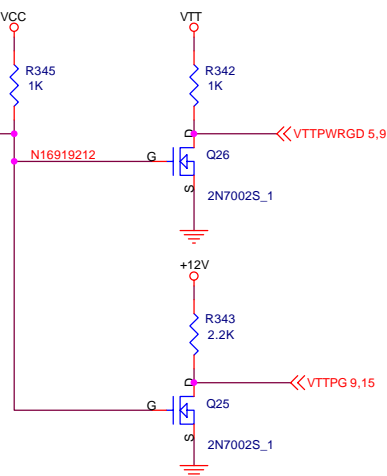 VCC
VTT
R345
1K
R342
1K
D
VTTPWRGD 5,9
N16919212
G
Q26
S
2N7002S_1
+12V
R343
2.2K
D
VTTPG 9,15
G
Q25
S
2N7002S_1